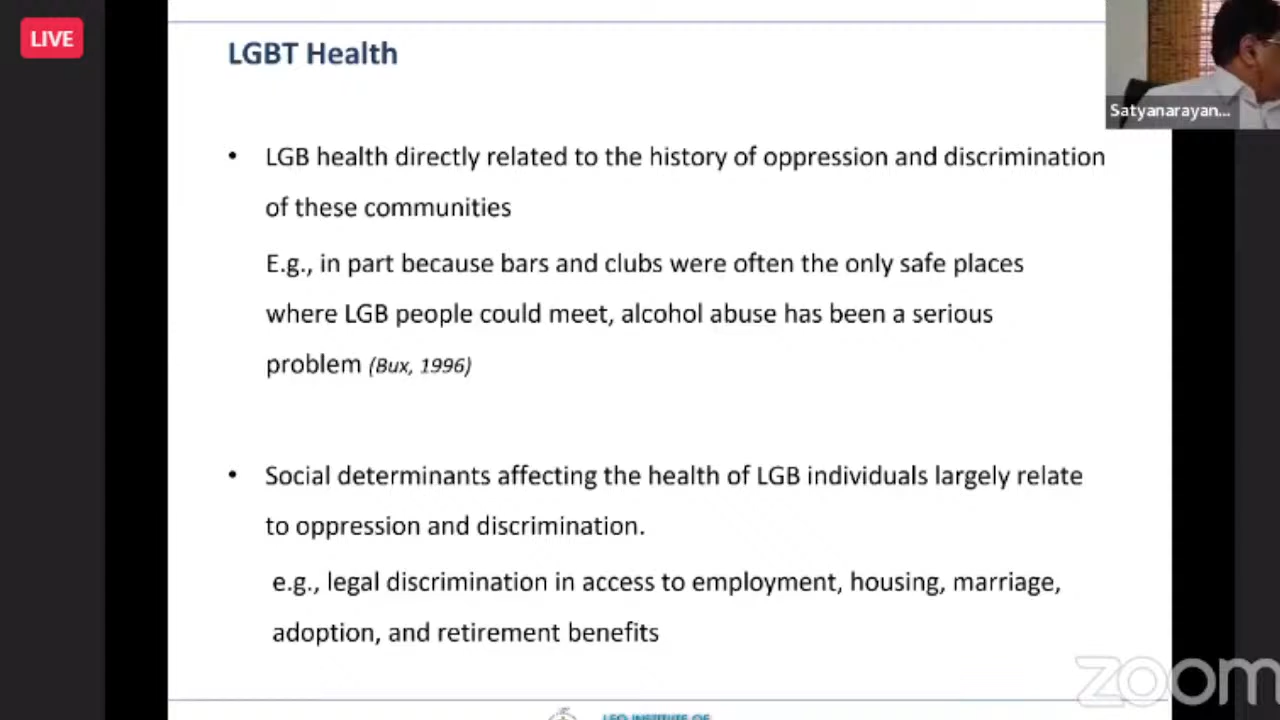 LIVE
LGBT Health
Satyanarayan...
• LGB health directly related to the history of oppression and discrimination
of these communities
E.g., in part because bars and clubs were often the only safe places
where LGB people could meet, alcohol abuse has been a serious
problem (Bux, 1996)
• Social determinants affecting the health of LGB individuals largely relate
to oppression and discrimination.
e.g., legal discrimination in access to employment, housing, marriage,
adoption, and retirement benefits
zoom
INSTITUTE OF